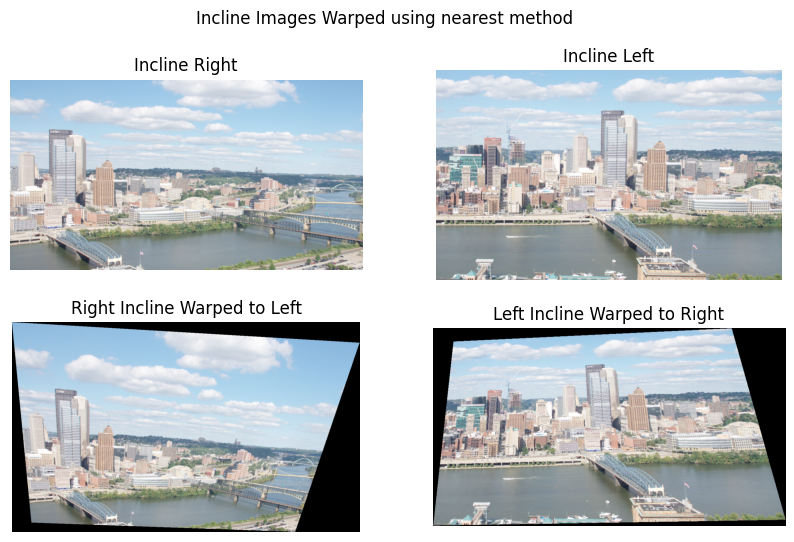 Incline Images Warped using nearest method
Incline Right
Incline Left
Right Incline Warped to Left
Left Incline Warped to Right